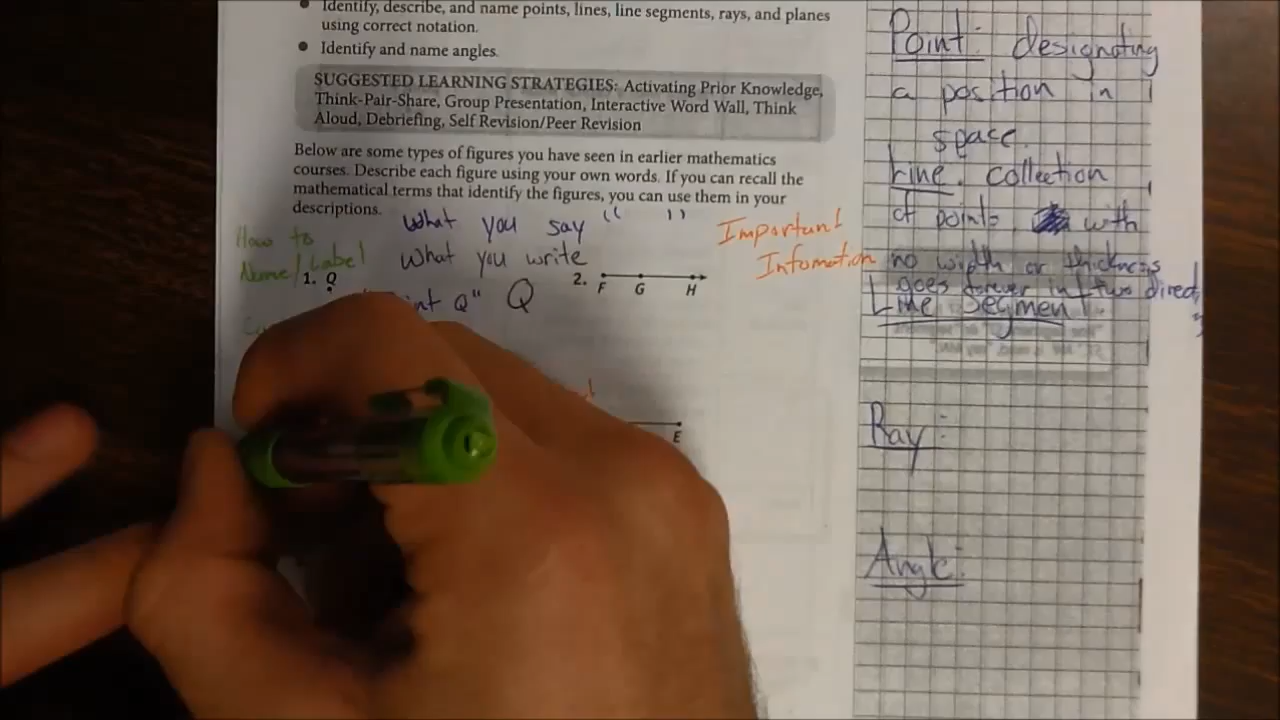 Identify, describe, and name points, lines, line segments, rays, and planes
using correct notation.
Identify and name angles.
SUGGESTED LEARNING STRATEGIES: Activating Prior Knowledge,
Think-Pair-Share, Group Presentation, Interactive Word Wall, Think
Aloud, Debriefing, Self Revision/Peer Revision
Below are some types of figures you have seen in earlier mathematics
courses. Describe each figure using your own words. If you can recall the
mathematical terms that identify the figures, you can use them in your
descriptions.
What you say " "
What you write
How to
Name/Label
Important
Infomation
1. Q
2. F G H
Q" Q
E
Point: designating
a position in
space.
Line: collection
of points with
no width or thickness
goes forever in two direct
Line Segment:
Ray:
Angle: